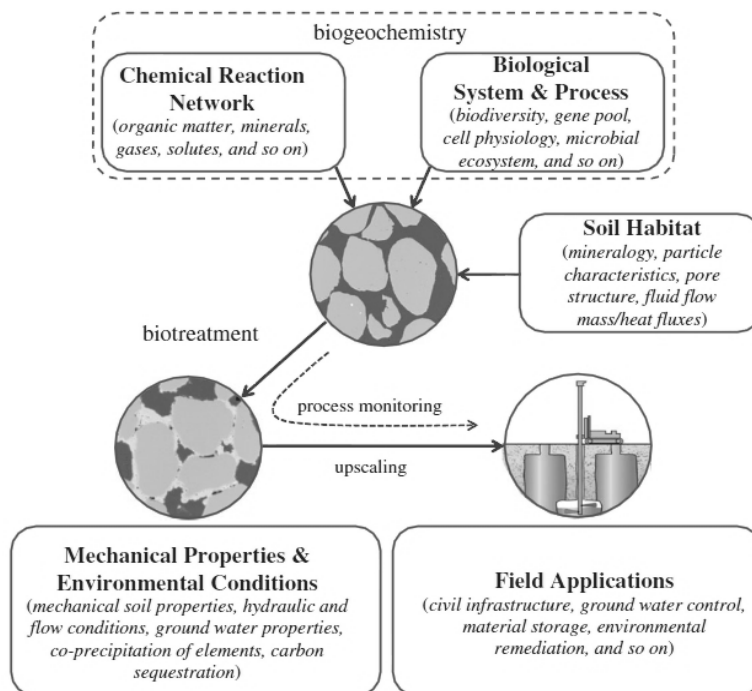 biogeochemistry
Chemical Reaction
Network
(organic matter, minerals,
gases, solutes, and so on)
Biological
System & Process
(biodiversity, gene pool,
cell physiology, microbial
ecosystem, and so on)
Soil Habitat
(mineralogy, particle
characteristics, pore
structure, fluid flow
mass/heat fluxes)
biotreatment
process monitoring
upscaling
Mechanical Properties &
Environmental Conditions
(mechanical soil properties, hydraulic and
flow conditions, ground water properties,
co-precipitation of elements, carbon
sequestration)
Field Applications
(civil infrastructure, ground water control,
material storage, environmental
remediation, and so on)